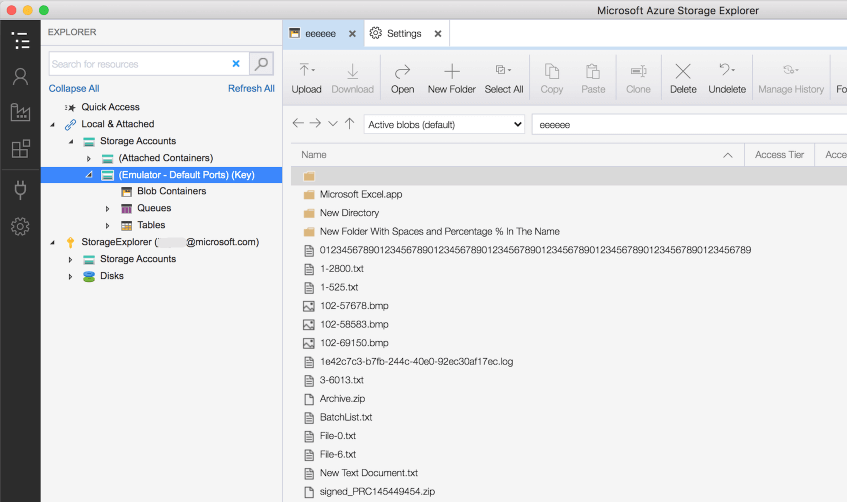 Microsoft Azure Storage Explorer
EXPLORER
Search for resources
Collapse All
Refresh All
Quick Access
Local & Attached
Storage Accounts
(Attached Containers)
(Emulator - Default Ports) (Key)
Blob Containers
Queues
Tables
StorageExplorer ( @microsoft.com)
Storage Accounts
Disks
eeeeee
Settings
Upload
Download
Open
New Folder
Select All
Copy
Paste
Clone
Delete
Undelete
Manage History
Fo
Active blobs (default)
eeeeee
Name
Access Tier
Acce
Microsoft Excel.app
New Directory
New Folder With Spaces and Percentage % In The Name
01234567890123456789012345678901234567890123456789012345678901234567890123456789
1-2800.txt
1-525.txt
102-57678.bmp
102-58583.bmp
102-69150.bmp
1e42c7c3-b7fb-244c-40e0-92ec30af17ec.log
3-6013.txt
Archive.zip
BatchList.txt
File-0.txt
File-6.txt
New Text Document.txt
signed_PRC145449454.zip